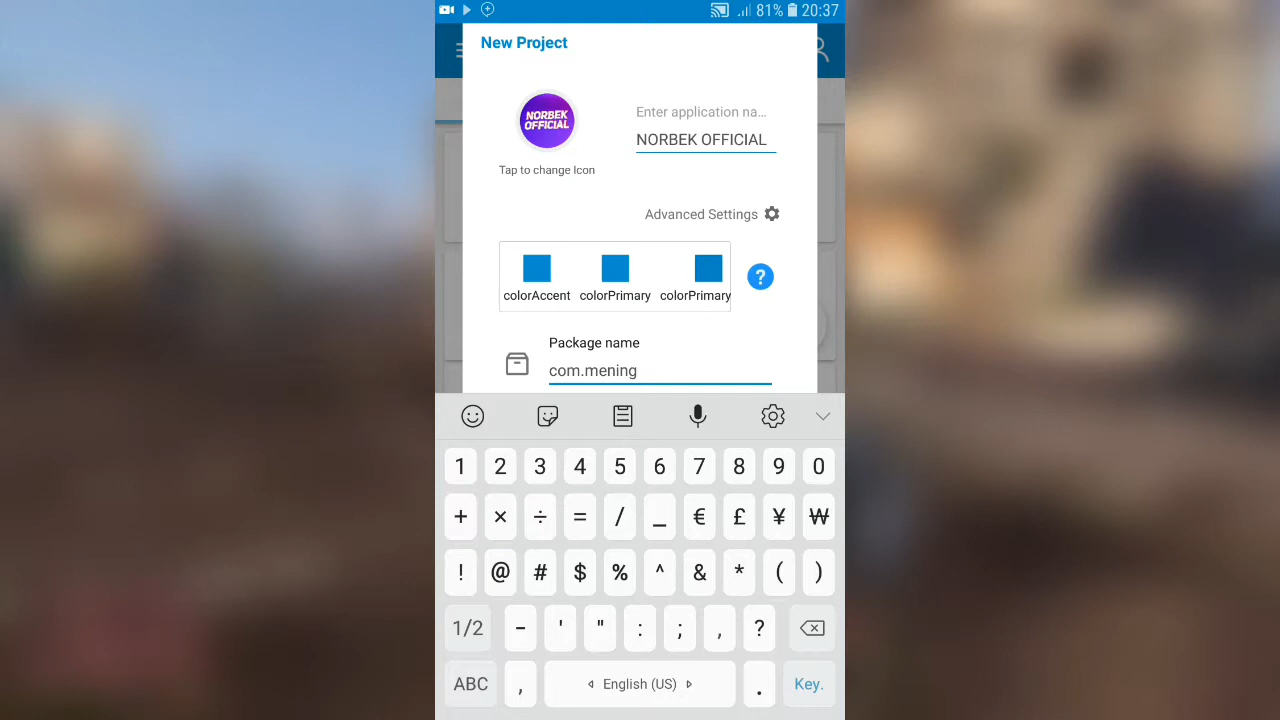 81% 20:37
New Project
NORBEK
OFFICIAL
Enter application na...
NORBEK OFFICIAL
Tap to change Icon
Advanced Settings
?
colorAccent colorPrimary colorPrimary
Package name
com.mening
1 2 3 4 5 6 7 8 9 0
+ × ÷ = / _ € £ ¥ ₩
! @ # $ % ^ & * ( )
1/2 - ' " : ; , ?
ABC , English (US) . Key.